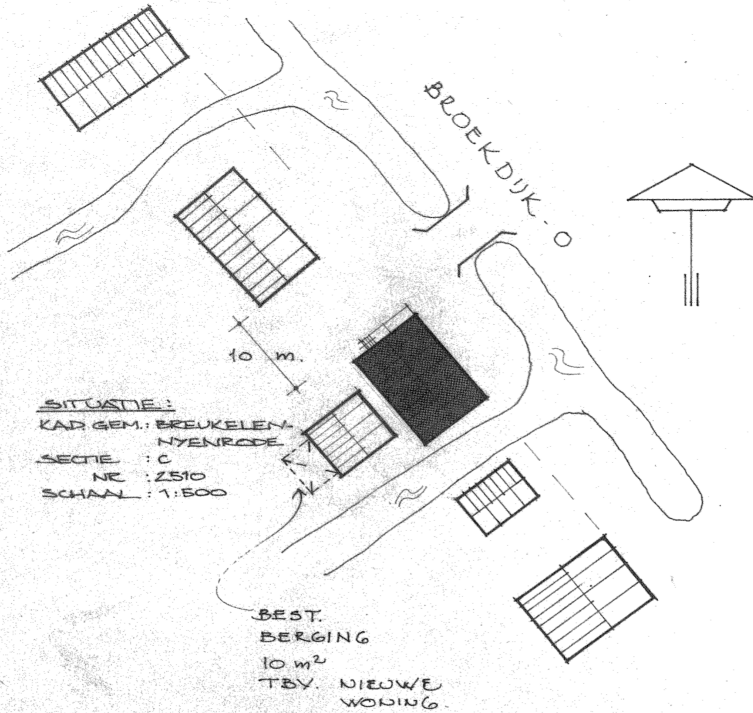 BROEKDIJK-O
10 m.
SITUATIE:
KAD. GEM.: BREUKELEN-
NYENRODE
SECTIE : C
NR : 2510
SCHAAL : 1:500
BEST.
BERGING
10 m²
TBV. NIEUWE
WONING.